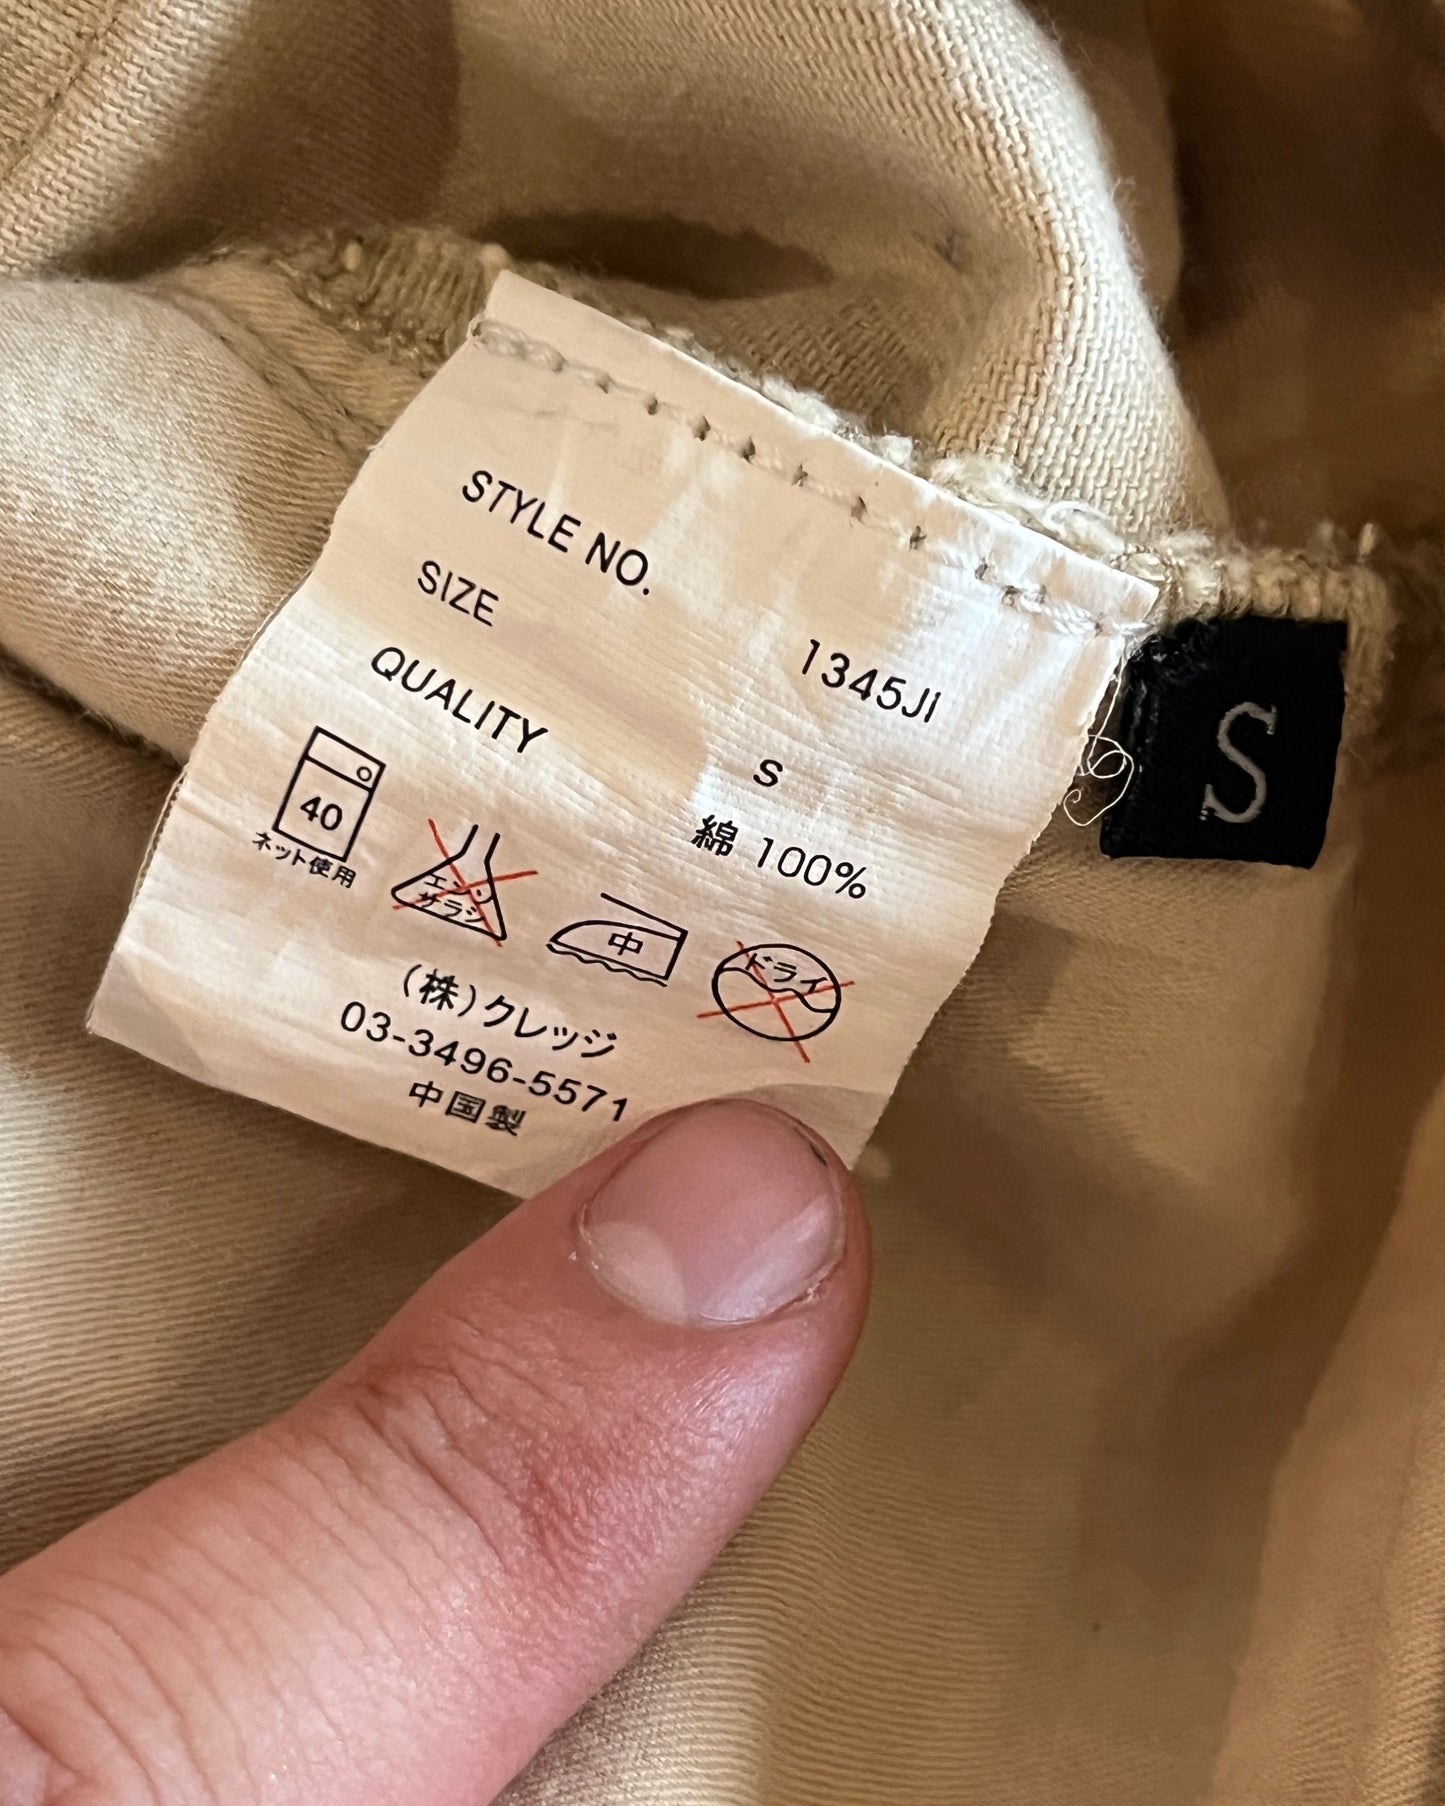 STYLE NO. 1345Ji
SIZE S
QUALITY 綿 100%
40
ネット使用
エンソ
サラシ
中
ドライ
(株)クレッジ
03-3496-5571
中国製
S